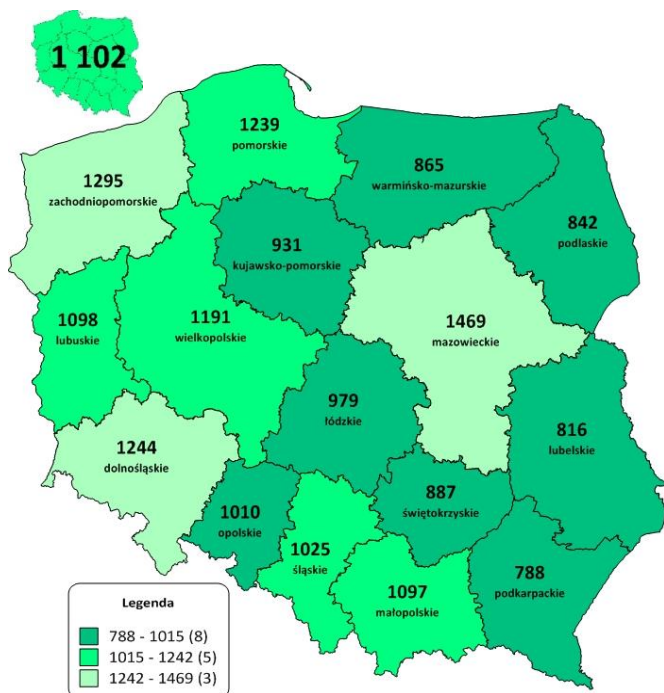 1 102
1239
pomorskie
865
warmińsko-mazurskie
1295
zachodniopomorskie
842
podlaskie
931
kujawsko-pomorskie
1098
lubuskie
1191
wielkopolskie
1469
mazowieckie
979
łódzkie
816
lubelskie
1244
dolnośląskie
887
świętokrzyskie
1010
opolskie
1025
śląskie
1097
małopolskie
788
podkarpackie
Legenda
788 - 1015 (8)
1015 - 1242 (5)
1242 - 1469 (3)